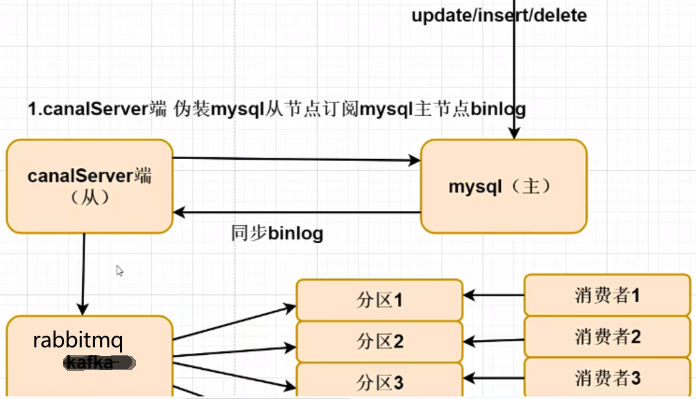 update/insert/delete
1.canalServer端 伪装mysql从节点订阅mysql主节点binlog
canalServer端
（从）
mysql（主）
同步binlog
rabbitmq
kafka
分区1
消费者1
分区2
消费者2
分区3
消费者3